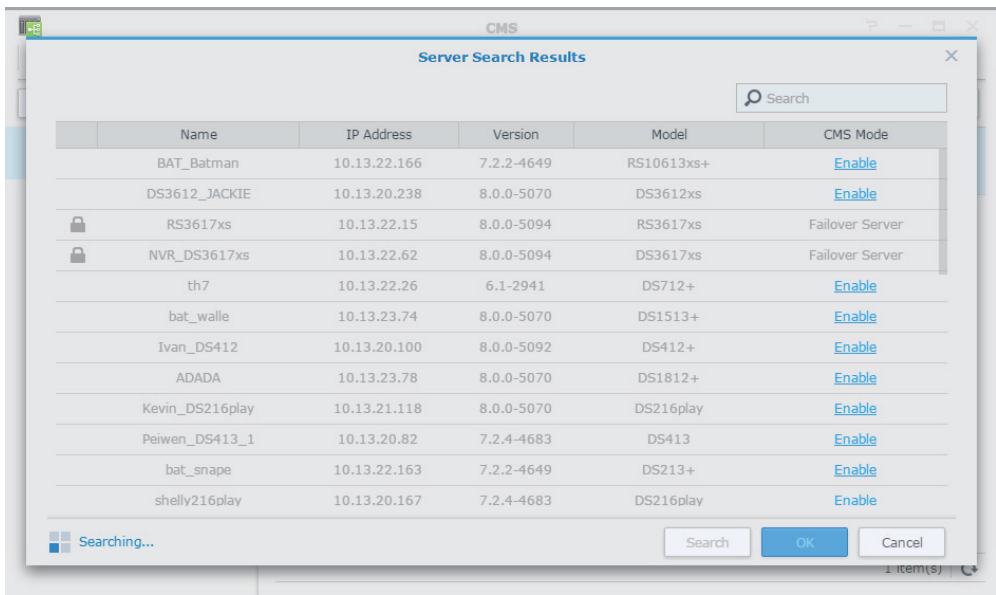 CMS
Server Search Results
Search
Name IP Address Version Model CMS Mode
BAT_Batman 10.13.22.166 7.2.2-4649 RS10613xs+ Enable
DS3612_JACKIE 10.13.20.238 8.0.0-5070 DS3612xs Enable
RS3617xs 10.13.22.15 8.0.0-5094 RS3617xs Failover Server
NVR_DS3617xs 10.13.22.62 8.0.0-5094 DS3617xs Failover Server
th7 10.13.22.26 6.1-2941 DS712+ Enable
bat_walle 10.13.23.74 8.0.0-5070 DS1513+ Enable
Ivan_DS412 10.13.20.100 8.0.0-5092 DS412+ Enable
ADADA 10.13.23.78 8.0.0-5070 DS1812+ Enable
Kevin_DS216play 10.13.21.118 8.0.0-5070 DS216play Enable
Peiwen_DS413_1 10.13.20.82 7.2.4-4683 DS413 Enable
bat_snape 10.13.22.163 7.2.2-4649 DS213+ Enable
shelly216play 10.13.20.167 7.2.4-4683 DS216play Enable
Searching... Search OK Cancel
1 item(s)